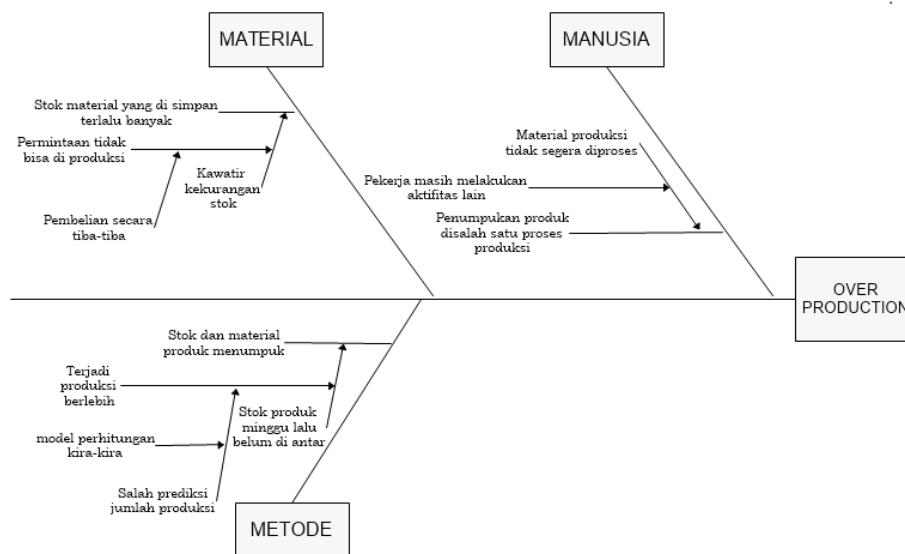 MATERIAL
MANUSIA
Stok material yang di simpan
terlalu banyak
Permintaan tidak
bisa di produksi
Kawatir
kekurangan
stok
Pembelian secara
tiba-tiba
Material produksi
tidak segera diproses
Pekerja masih melakukan
aktifitas lain
Penumpukan produk
disalah satu proses
produksi
OVER
PRODUCTION
Stok dan material
produk menumpuk
Terjadi
produksi
berlebih
Stok produk
minggu lalu
belum di antar
model perhitungan
kira-kira
Salah prediksi
jumlah produksi
METODE